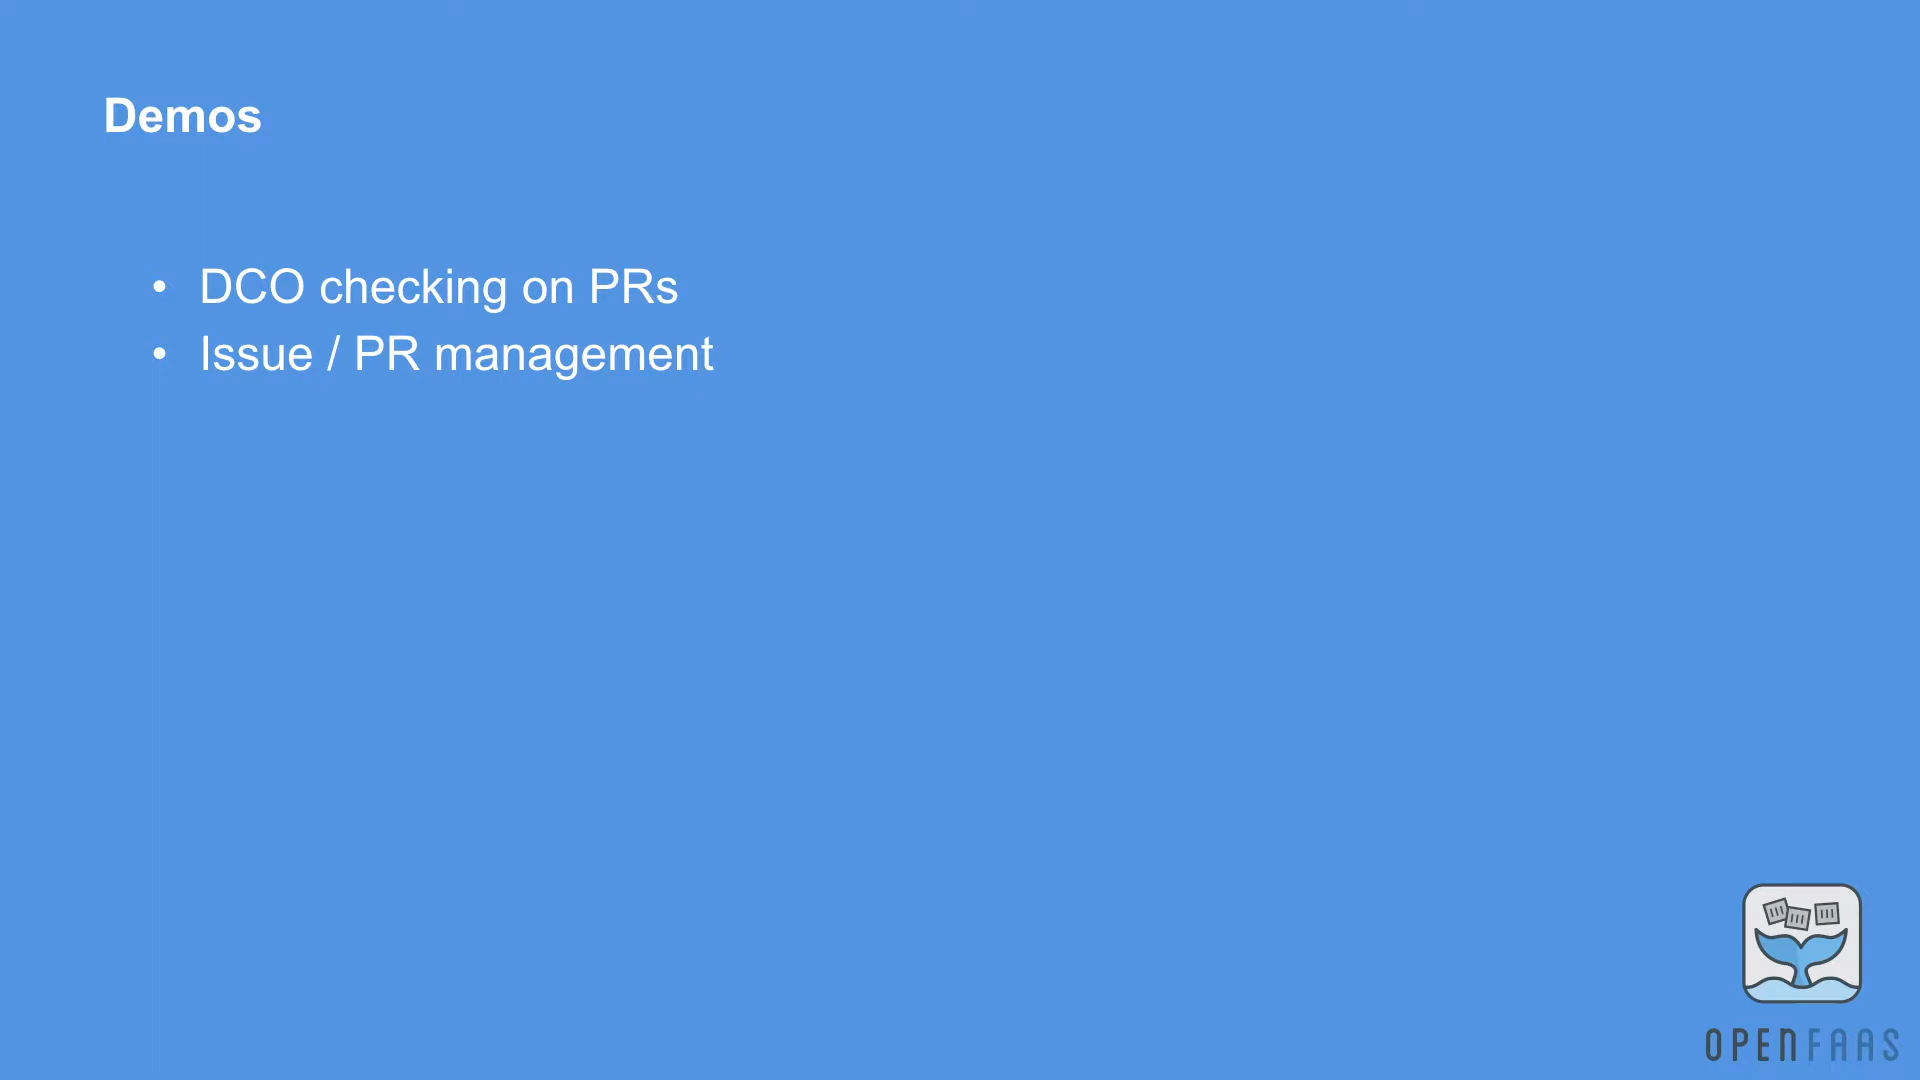 Demos
• DCO checking on PRs
• Issue / PR management
OPENFAAS